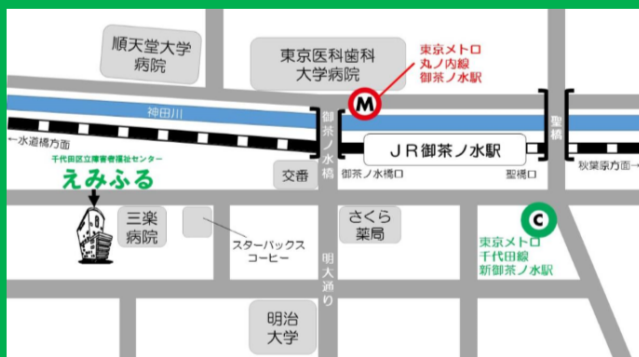 順天堂大学
病院
東京医科歯科
大学病院
東京メトロ
丸ノ内線
御茶ノ水駅
M
神田川
←水道橋方面
御茶ノ水橋
JR御茶ノ水駅
聖橋
秋葉原方面→
千代田区立障害者福祉センター
えみふる
交番
御茶ノ水橋口
聖橋口
三楽
病院
スターバックス
コーヒー
さくら
薬局
C
東京メトロ
千代田線
新御茶ノ水駅
明大通り
明治
大学